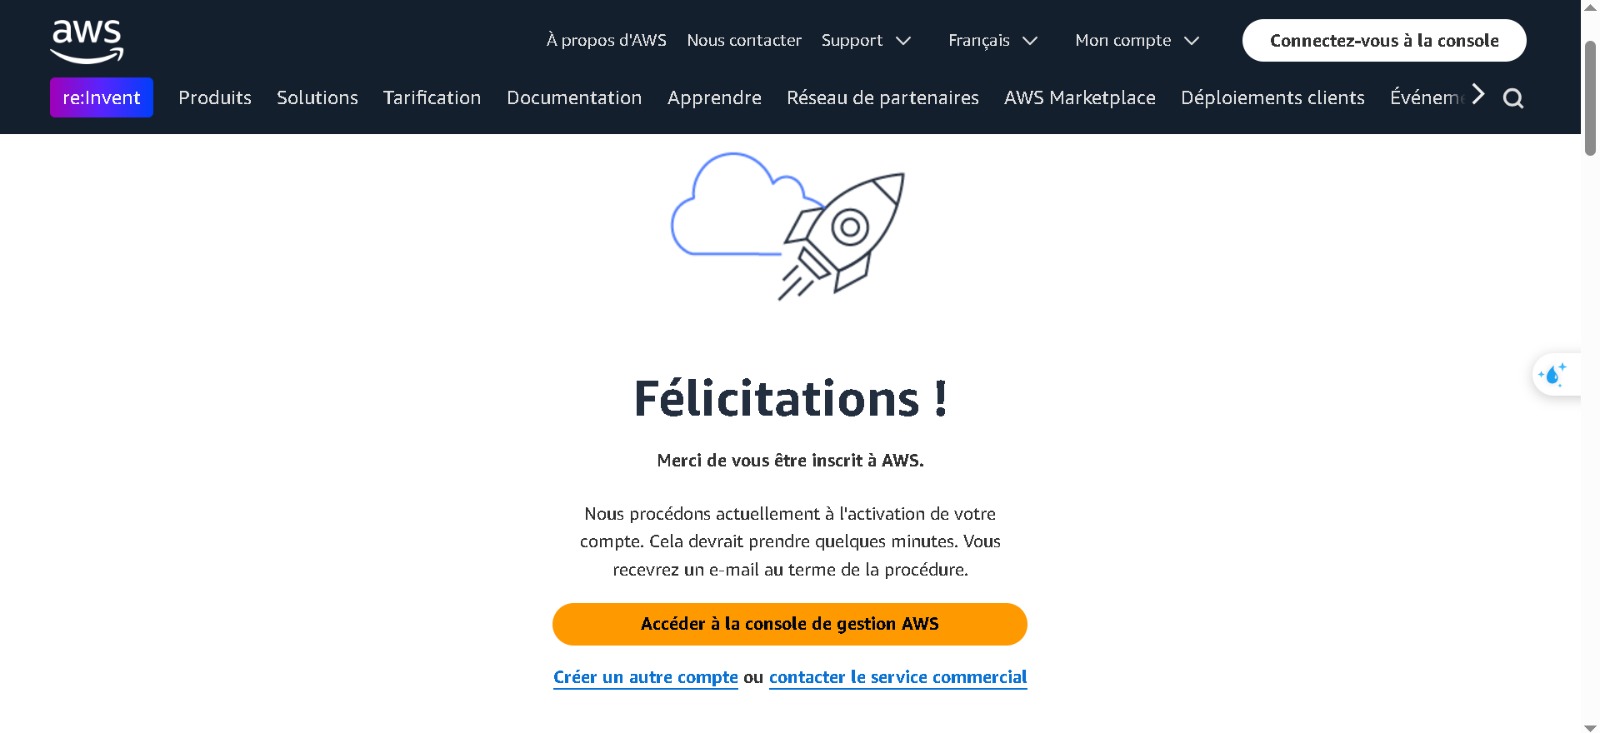 aws
À propos d'AWS Nous contacter Support Français Mon compte Connectez-vous à la console
re:Invent Produits Solutions Tarification Documentation Apprendre Réseau de partenaires AWS Marketplace Déploiements clients Événeme
Félicitations !
Merci de vous être inscrit à AWS.
Nous procédons actuellement à l'activation de votre
compte. Cela devrait prendre quelques minutes. Vous
recevrez un e-mail au terme de la procédure.
Accéder à la console de gestion AWS
Créer un autre compte ou contacter le service commercial